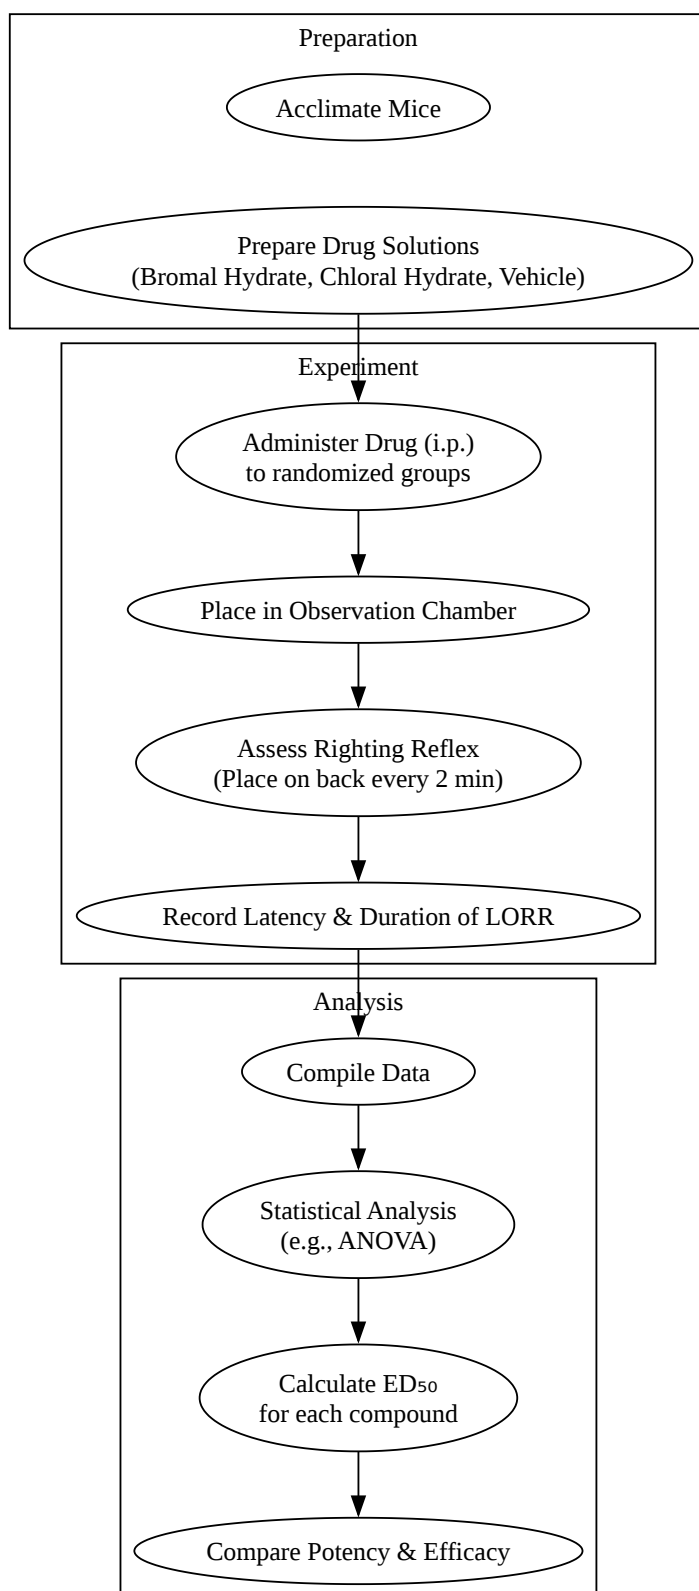 Preparation
Acclimate Mice
Prepare Drug Solutions
(Bromal Hydrate, Chloral Hydrate, Vehicle)
Experiment
Administer Drug (i.p.)
to randomized groups
Place in Observation Chamber
Assess Righting Reflex
(Place on back every 2 min)
Record Latency & Duration of LORR
Analysis
Compile Data
Statistical Analysis
(e.g., ANOVA)
Calculate ED₅₀
for each compound
Compare Potency & Efficacy